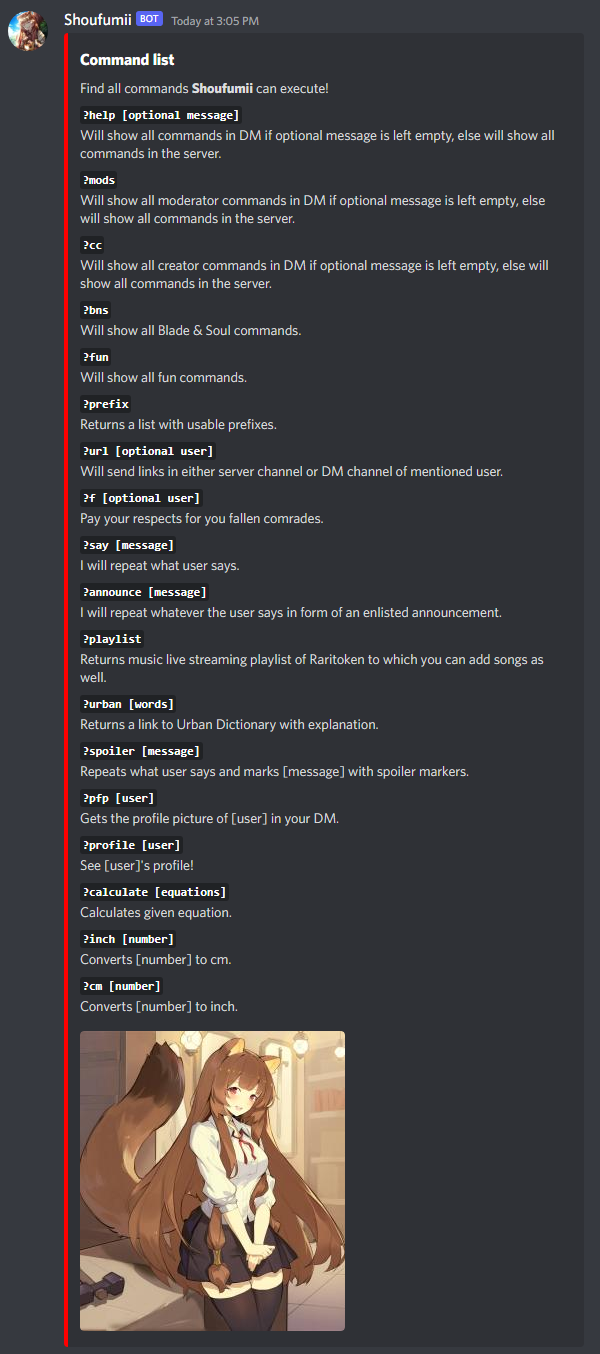 Shoufumii BOT Today at 3:05 PM
Command list
Find all commands Shoufumii can execute!
?help [optional message]
Will show all commands in DM if optional message is left empty, else will show all
commands in the server.
?mods
Will show all moderator commands in DM if optional message is left empty, else
will show all commands in the server.
?cc
Will show all creator commands in DM if optional message is left empty, else will
show all commands in the server.
?bns
Will show all Blade & Soul commands.
?fun
Will show all fun commands.
?prefix
Returns a list with usable prefixes.
?url [optional user]
Will send links in either server channel or DM channel of mentioned user.
?f [optional user]
Pay your respects for you fallen comrades.
?say [message]
I will repeat what user says.
?announce [message]
I will repeat whatever the user says in form of an enlisted announcement.
?playlist
Returns music live streaming playlist of Raritoken to which you can add songs as
well.
?urban [words]
Returns a link to Urban Dictionary with explanation.
?spoiler [message]
Repeats what user says and marks [message] with spoiler markers.
?pfp [user]
Gets the profile picture of [user] in your DM.
?profile [user]
See [user]'s profile!
?calculate [equations]
Calculates given equation.
?inch [number]
Converts [number] to cm.
?cm [number]
Converts [number] to inch.